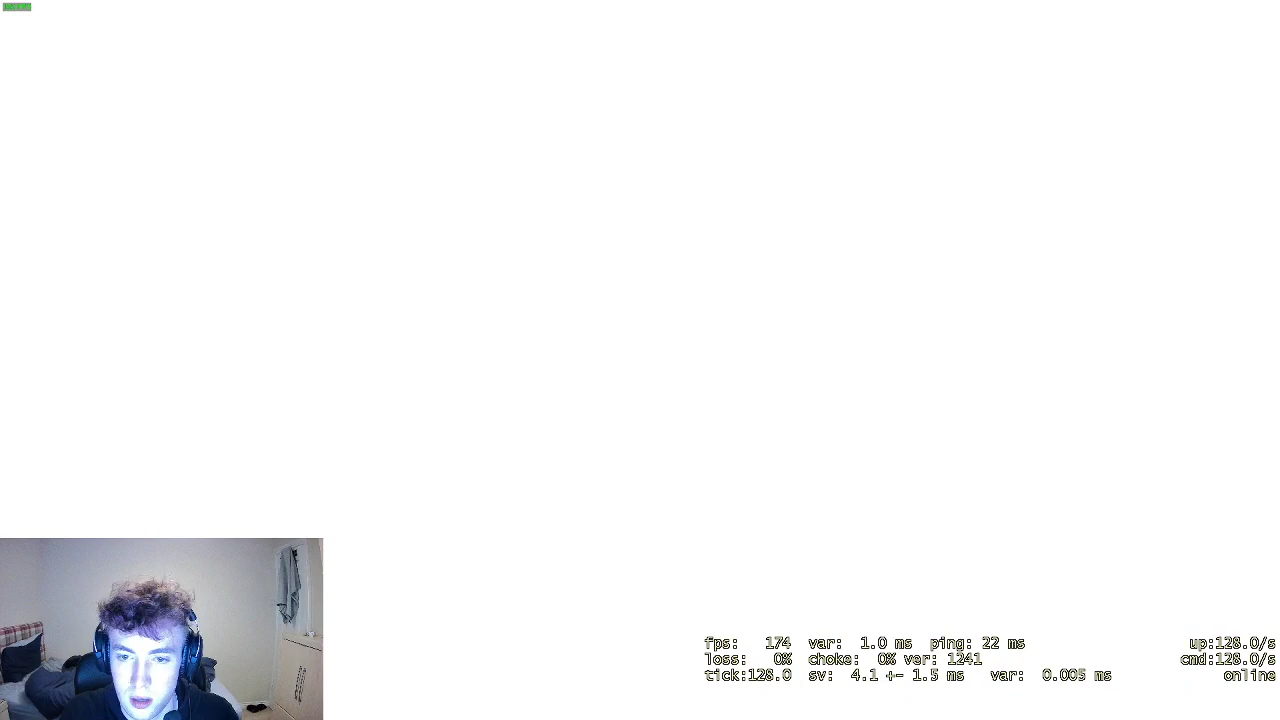 fps: 174 var: 1.0 ms ping: 22 ms up:128.0/s
loss: 0% choke: 0% ver: 1241 cmd:128.0/s
tick:128.0 sv: 4.1 +- 1.5 ms var: 0.005 ms online